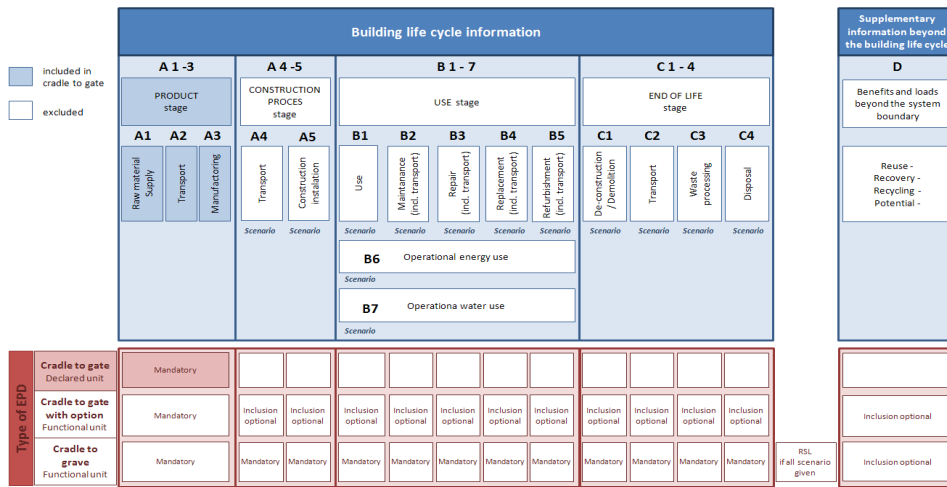 Building life cycle information
Supplementary
information beyond
the building life cycle
included in
cradle to gate
excluded
A 1 -3
A 4 -5
B 1 - 7
C 1 - 4
D
PRODUCT
stage
CONSTRUCTION
PROCES
stage
USE stage
END OF LIFE
stage
Benefits and loads
beyond the system
boundary
A1
A2
A3
A4
A5
B1
B2
B3
B4
B5
C1
C2
C3
C4
Raw material
Supply
Transport
Manufactoring
Transport
Construction
instalation
Use
Maintanance
(incl. transport)
Repair
(incl. transport)
Replacement
(incl. transport)
Refurbishment
(incl. transport)
De-construction
/ Demolition
Transport
Waste
processing
Disposal
Reuse -
Recovery -
Recycling -
Potential -
Scenario
Scenario
Scenario
Scenario
Scenario
Scenario
Scenario
Scenario
Scenario
Scenario
Scenario
B6
Operational energy use
Scenario
B7
Operationa water use
Scenario
Type of EPD
Cradle to gate
Declared unit
Mandatory
Cradle to gate
with option
Functional unit
Mandatory
Inclusion
optional
Inclusion
optional
Inclusion
optional
Inclusion
optional
Inclusion
optional
Inclusion
optional
Inclusion
optional
Inclusion
optional
Inclusion
optional
Inclusion
optional
Inclusion
optional
Inclusion optional
Cradle to
grave
Functional unit
Mandatory
Mandatory
Mandatory
Mandatory
Mandatory
Mandatory
Mandatory
Mandatory
Mandatory
Mandatory
Mandatory
Mandatory
RSL
if all scenario
given
Inclusion optional